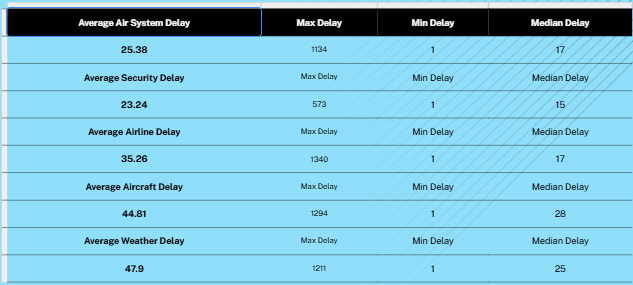 Average Air System Delay Max Delay Min Delay Median Delay
25.38 1134 1 17
Average Security Delay Max Delay Min Delay Median Delay
23.24 573 1 15
Average Airline Delay Max Delay Min Delay Median Delay
35.26 1340 1 17
Average Aircraft Delay Max Delay Min Delay Median Delay
44.81 1294 1 28
Average Weather Delay Max Delay Min Delay Median Delay
47.9 1211 1 25